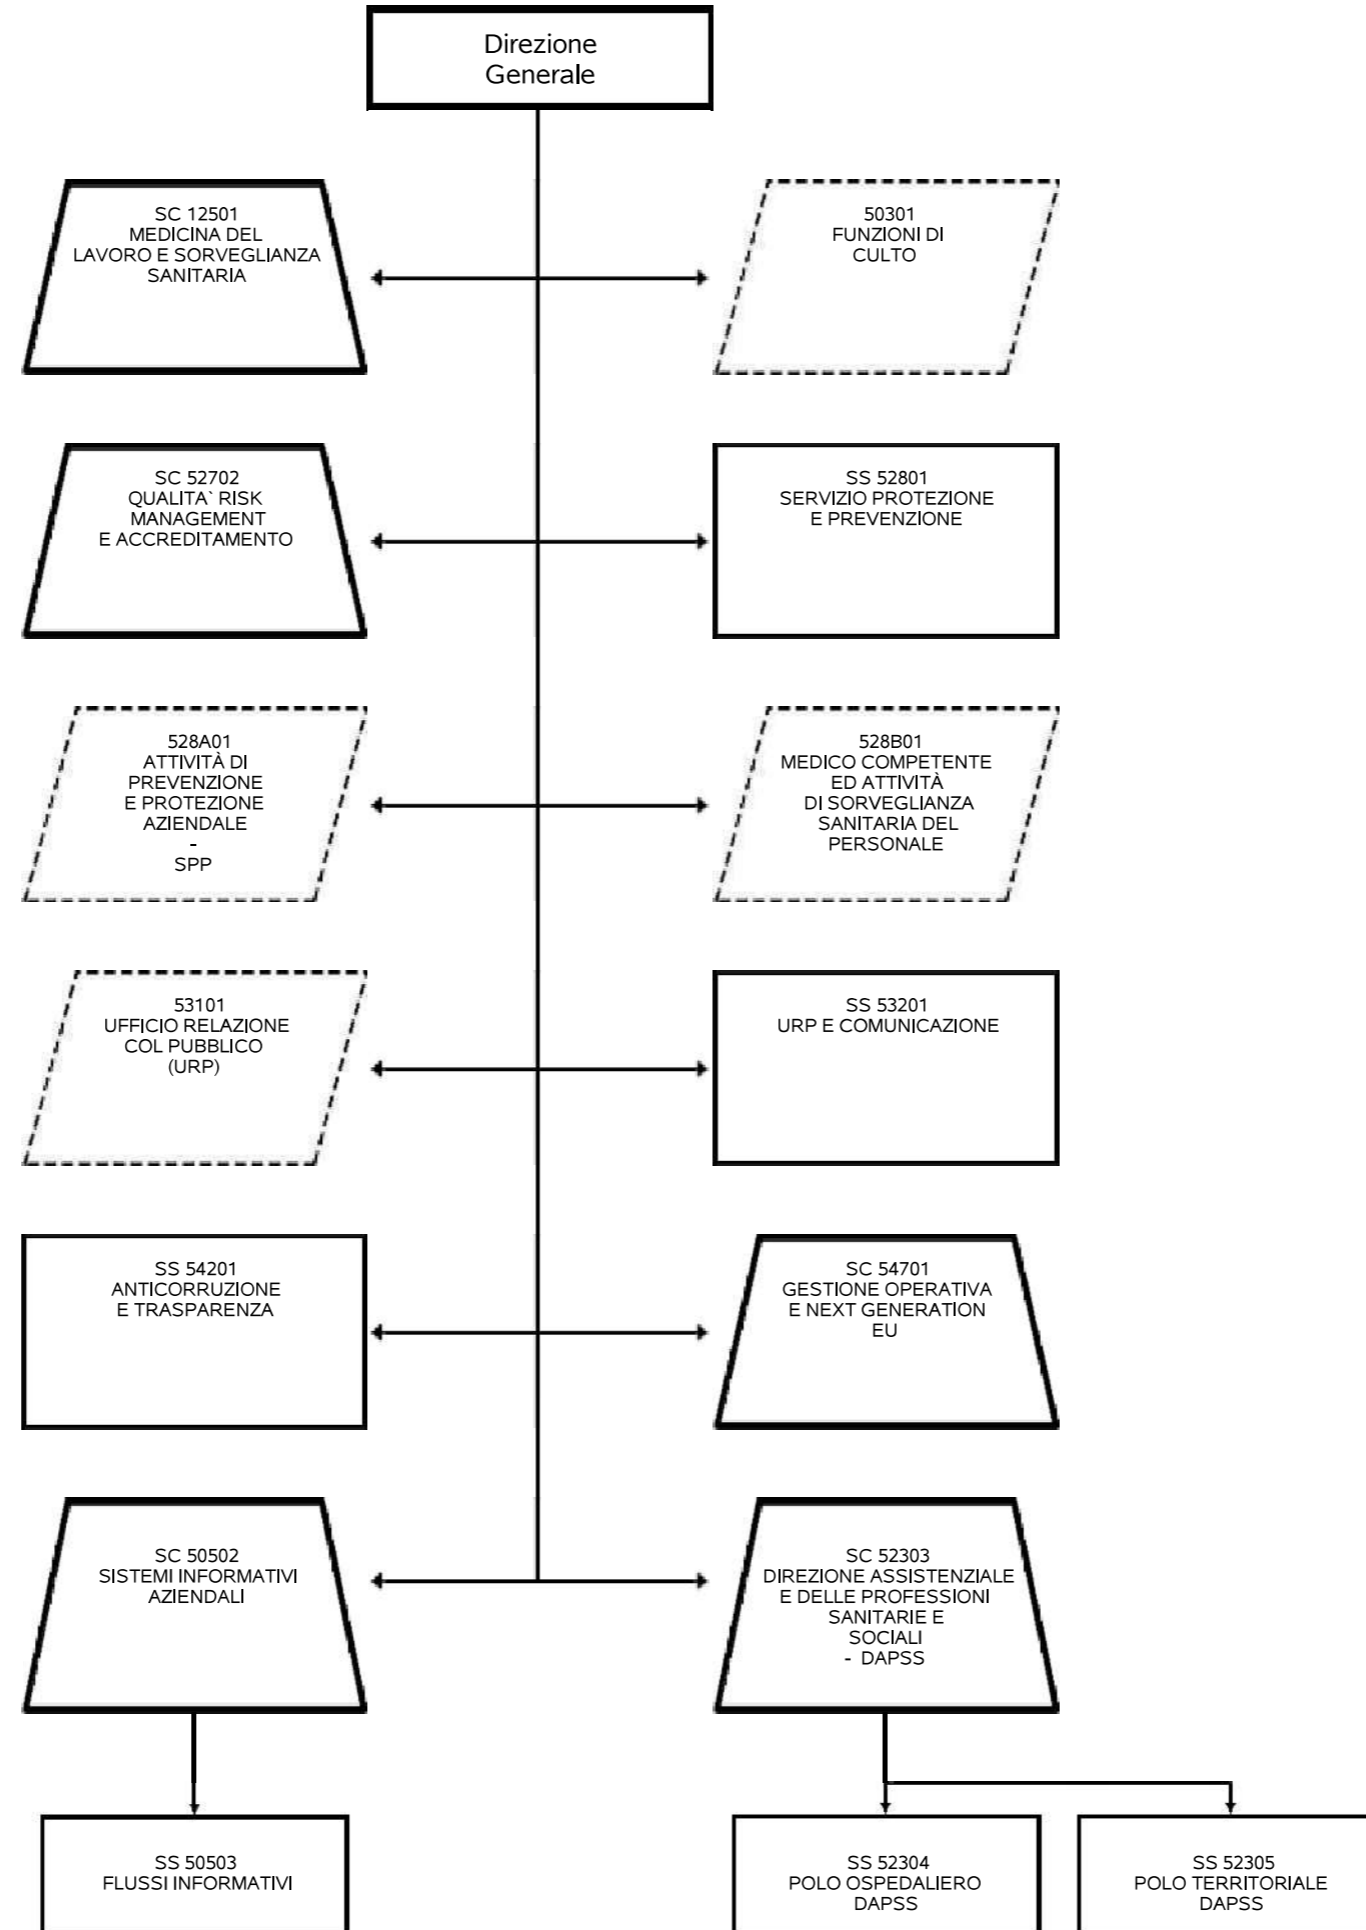 Direzione
Generale
SC 12501
MEDICINA DEL
LAVORO E SORVEGLIANZA
SANITARIA
50301
FUNZIONI DI
CULTO
SC 52702
QUALITA` RISK
MANAGEMENT
E ACCREDITAMENTO
SS 52801
SERVIZIO PROTEZIONE
E PREVENZIONE
528A01
ATTIVITÀ DI
PREVENZIONE
E PROTEZIONE
AZIENDALE
-
SPP
528B01
MEDICO COMPETENTE
ED ATTIVITÀ
DI SORVEGLIANZA
SANITARIA DEL
PERSONALE
53101
UFFICIO RELAZIONE
COL PUBBLICO
(URP)
SS 53201
URP E COMUNICAZIONE
SS 54201
ANTICORRUZIONE
E TRASPARENZA
SC 54701
GESTIONE OPERATIVA
E NEXT GENERATION
EU
SC 50502
SISTEMI INFORMATIVI
AZIENDALI
SC 52303
DIREZIONE ASSISTENZIALE
E DELLE PROFESSIONI
SANITARIE E
SOCIALI
- DAPSS
SS 50503
FLUSSI INFORMATIVI
SS 52304
POLO OSPEDALIERO
DAPSS
SS 52305
POLO TERRITORIALE
DAPSS